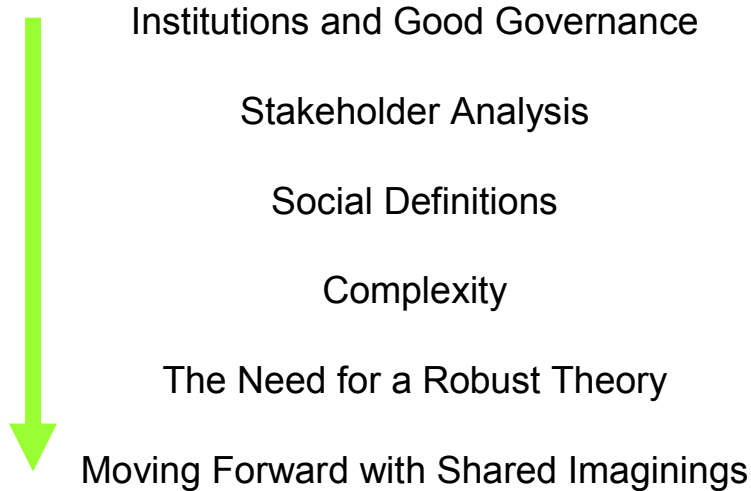 Institutions and Good Governance
Stakeholder Analysis
Social Definitions
Complexity
The Need for a Robust Theory
Moving Forward with Shared Imaginings